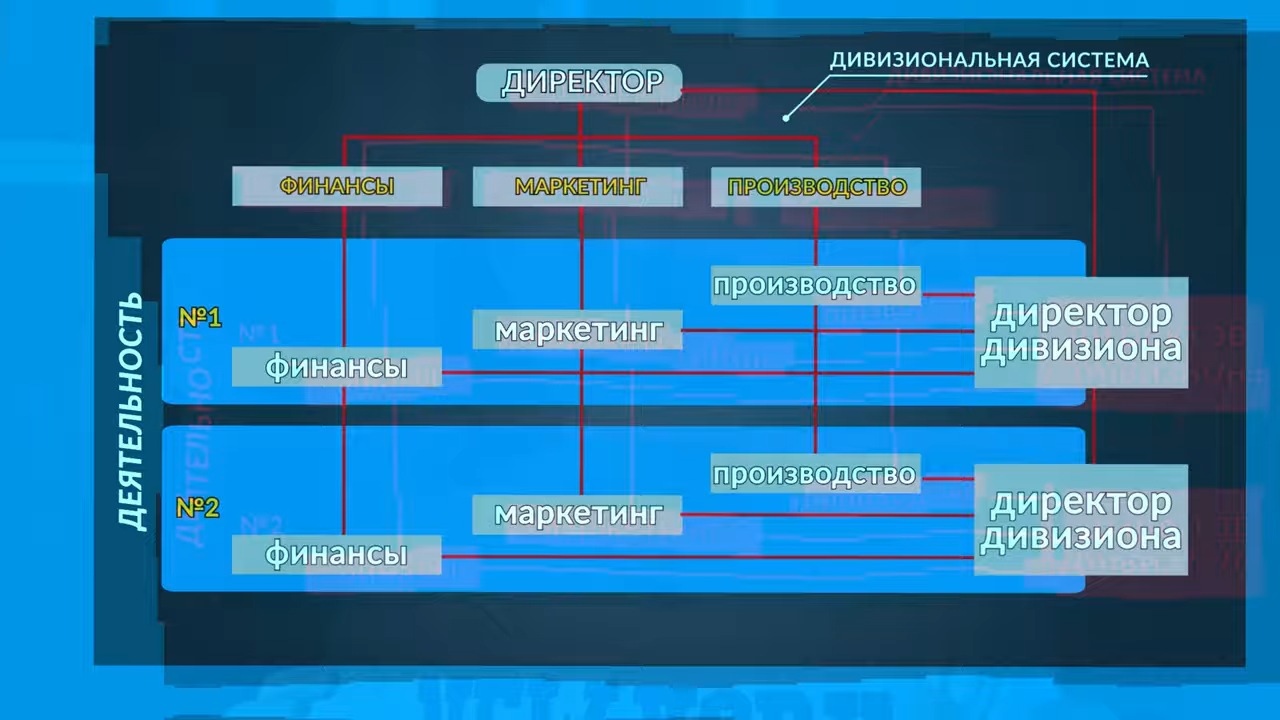 ДИВИЗИОНАЛЬНАЯ СИСТЕМА
ДИРЕКТОР
ФИНАНСЫ
МАРКЕТИНГ
ПРОИЗВОДСТВО
ДЕЯТЕЛЬНОСТЬ
№1
производство
маркетинг
финансы
директор
дивизиона
№2
производство
маркетинг
финансы
директор
дивизиона